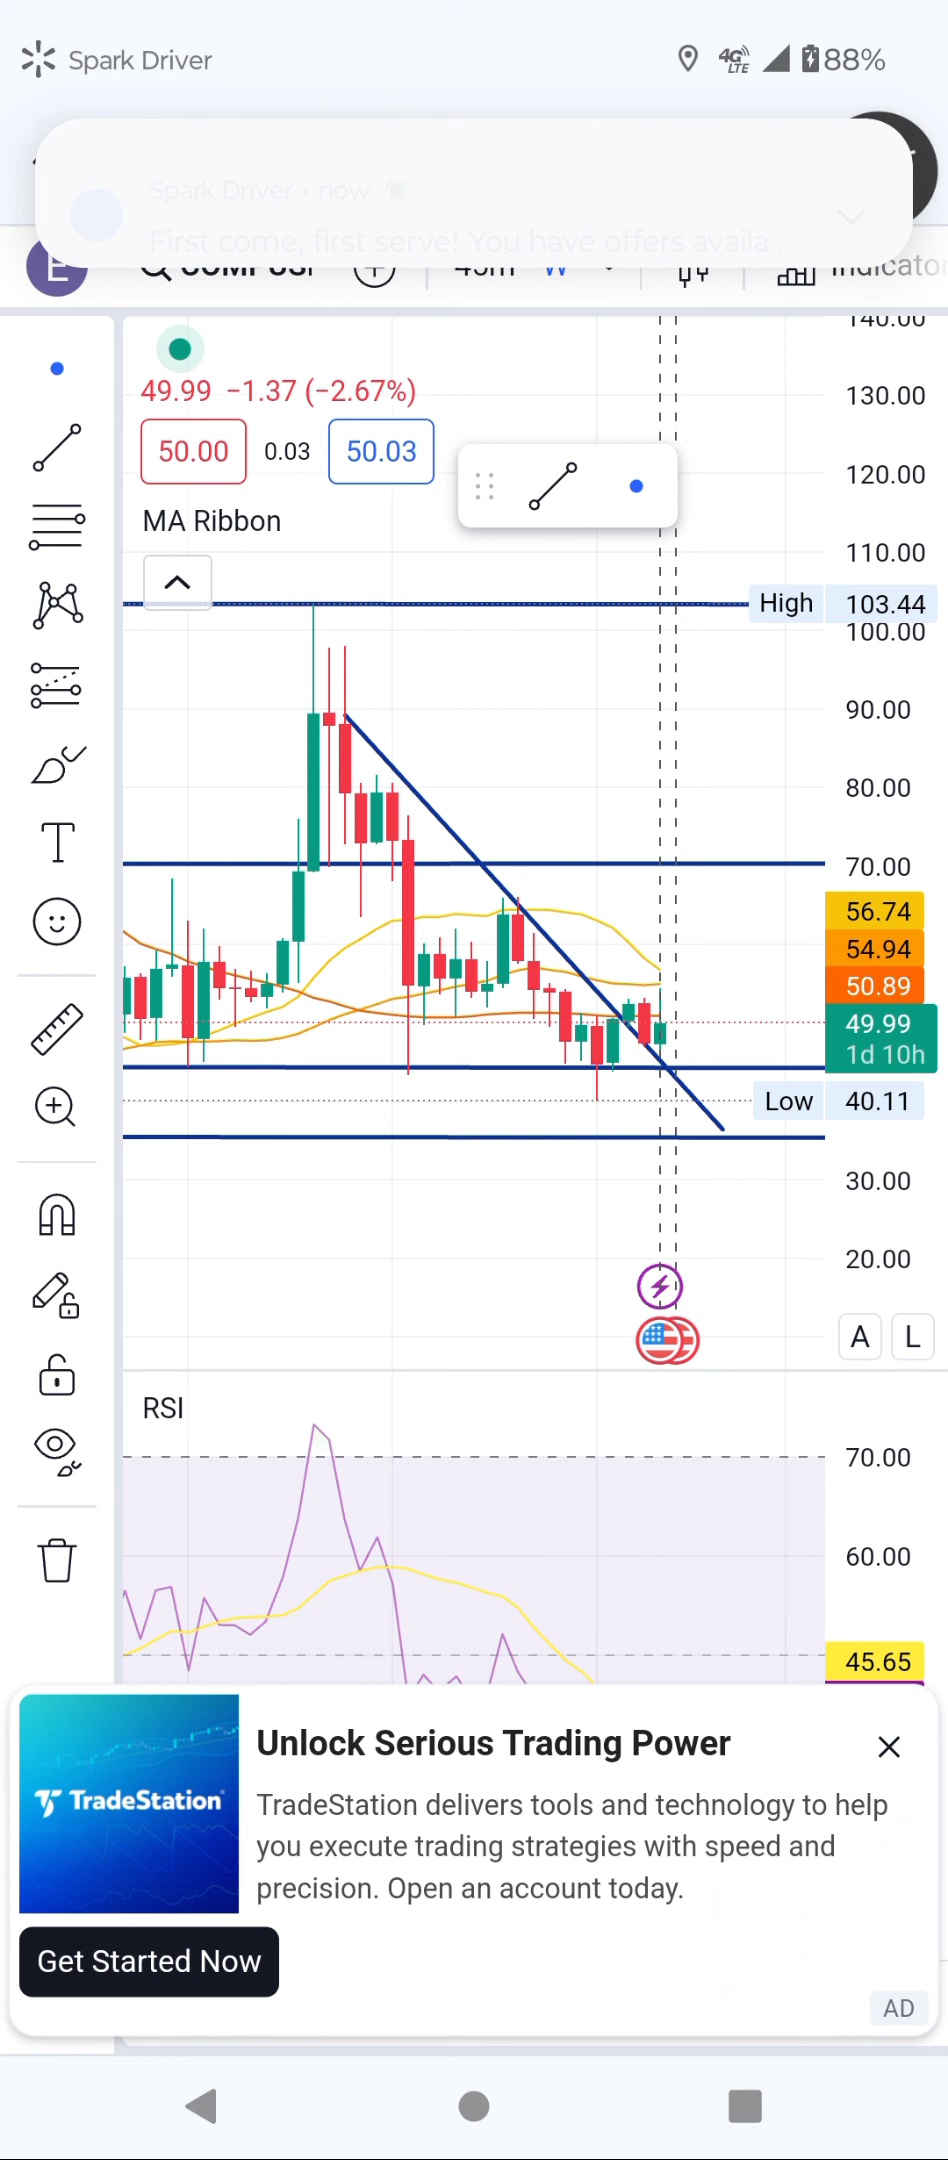 Spark Driver
4G LTE
88%
Spark Driver • now
First come, first serve! You have offers availa..
E
45m W
49.99 −1.37 (−2.67%)
50.00 0.03 50.03
MA Ribbon
140.00
130.00
120.00
110.00
High 103.44
100.00
90.00
80.00
70.00
56.74
54.94
50.89
49.99
1d 10h
Low 40.11
30.00
20.00
A L
RSI
70.00
60.00
45.65
Unlock Serious Trading Power
TradeStation
TradeStation delivers tools and technology to help
you execute trading strategies with speed and
precision. Open an account today.
Get Started Now
AD